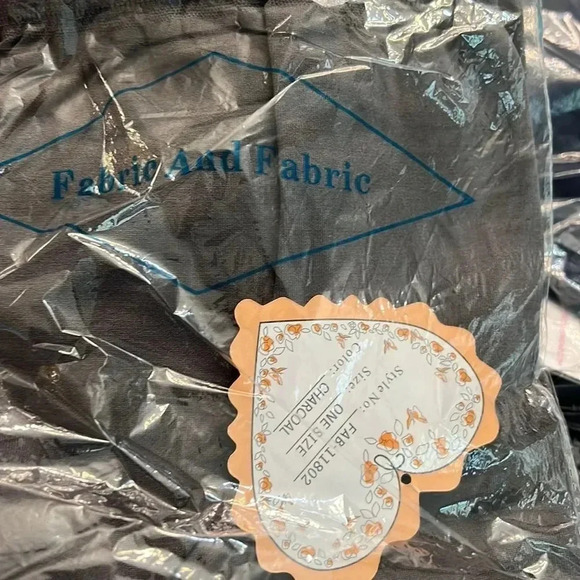 Fabric And Fabric
Style No: FAB-11802
Size: ONE SIZE
Color: CHARCOAL